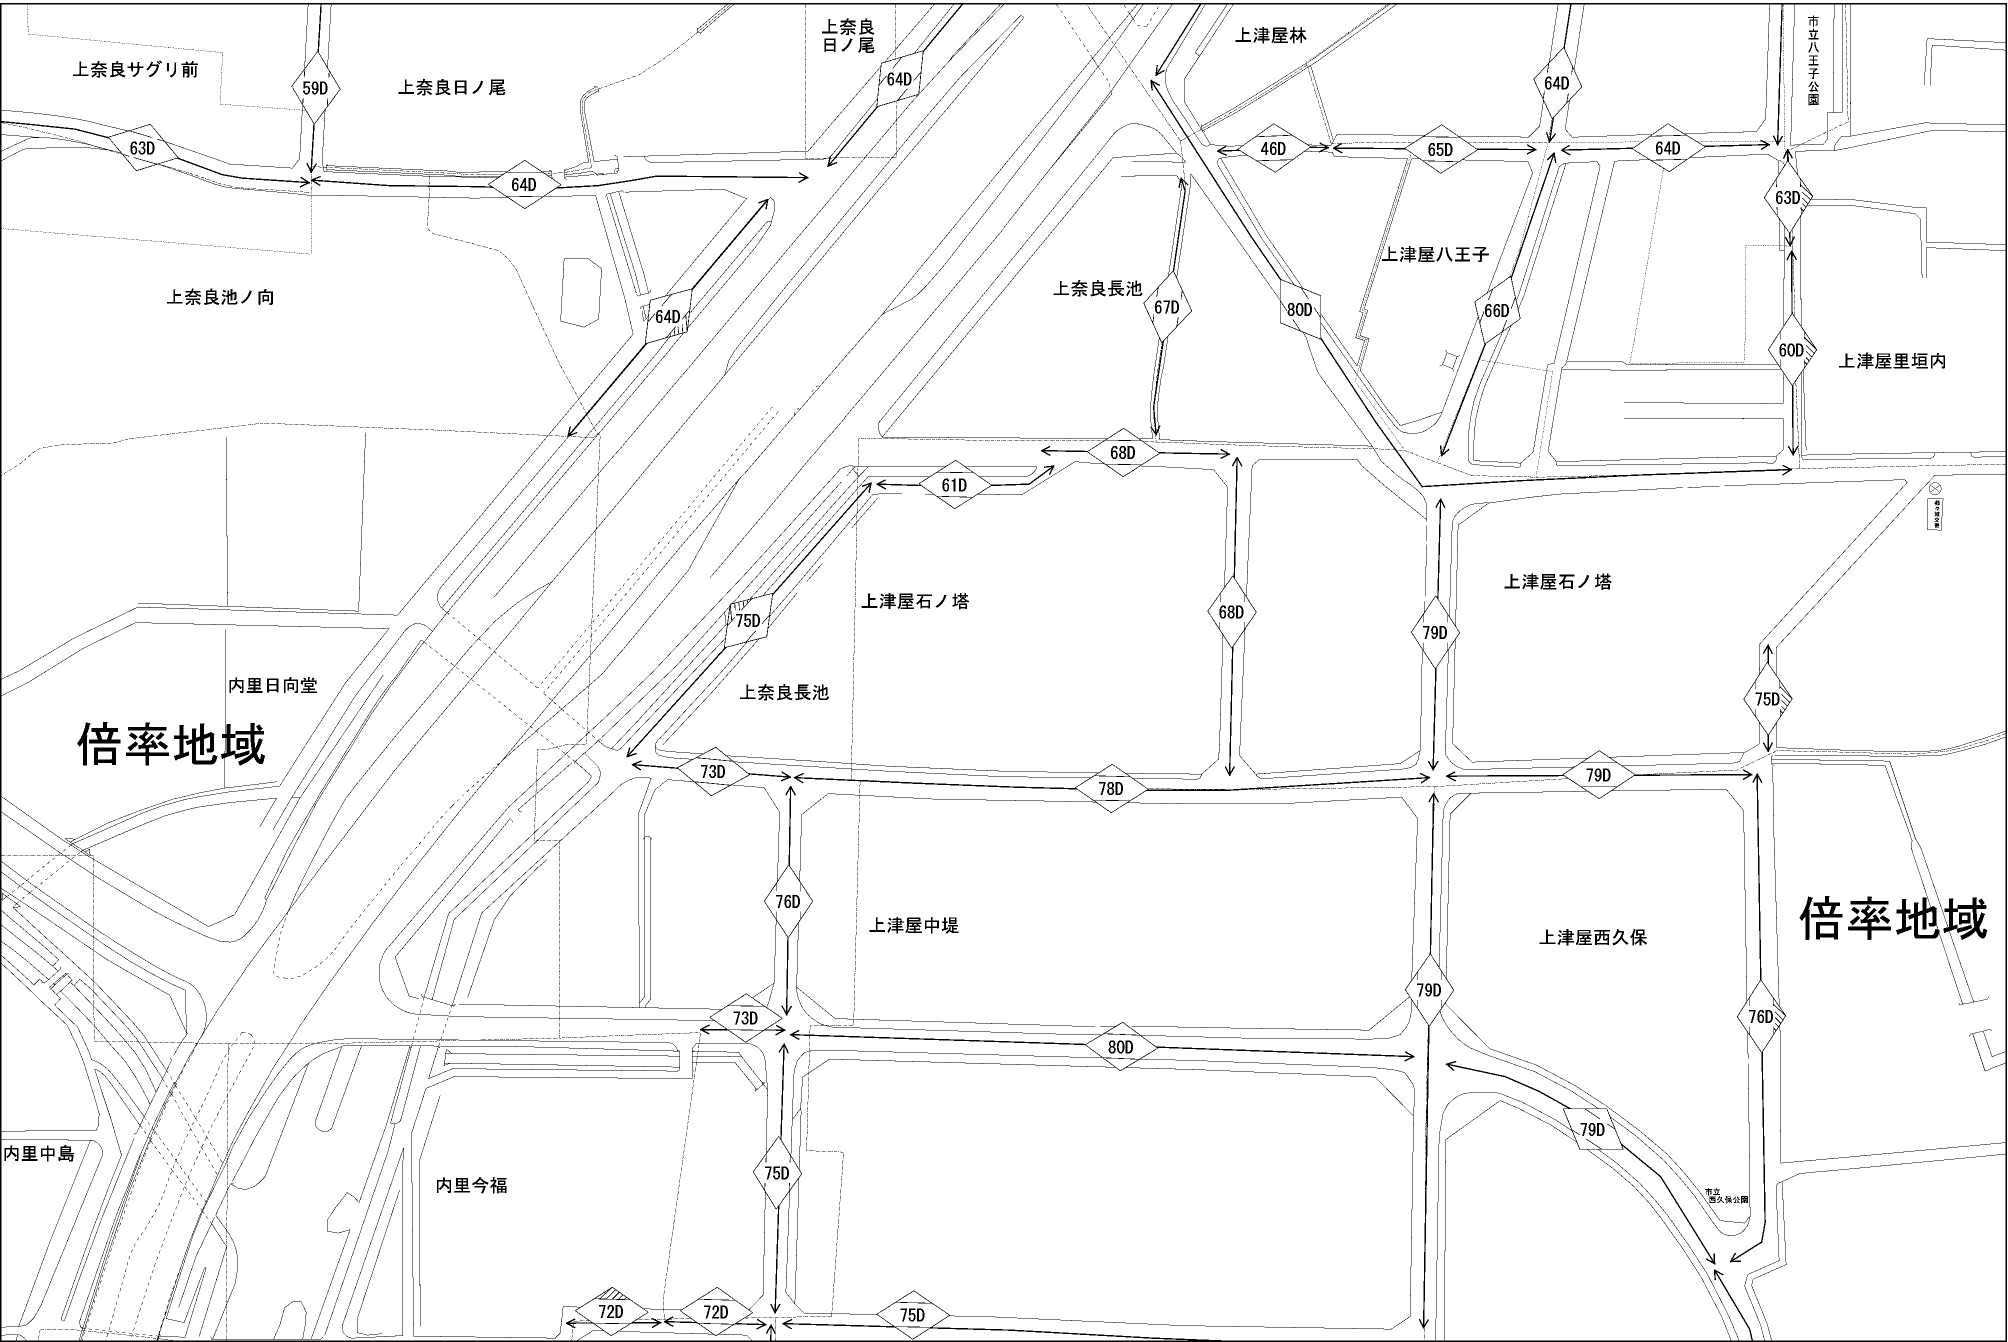 上奈良
日ノ尾
上津屋林
市立八王子公園
上奈良サグリ前
59D
上奈良日ノ尾
64D
64D
63D
46D
65D
64D
64D
63D
上奈良池ノ向
64D
上奈良長池
67D
80D
上津屋八王子
66D
60D
上津屋里垣内
68D
61D
75D
上津屋石ノ塔
68D
79D
上津屋石ノ塔
内里日向堂
上奈良長池
75D
倍率地域
73D
78D
79D
76D
上津屋中堤
上津屋西久保
倍率地域
73D
80D
79D
76D
79D
内里中島
内里今福
75D
市立
西久保公園
72D
72D
75D